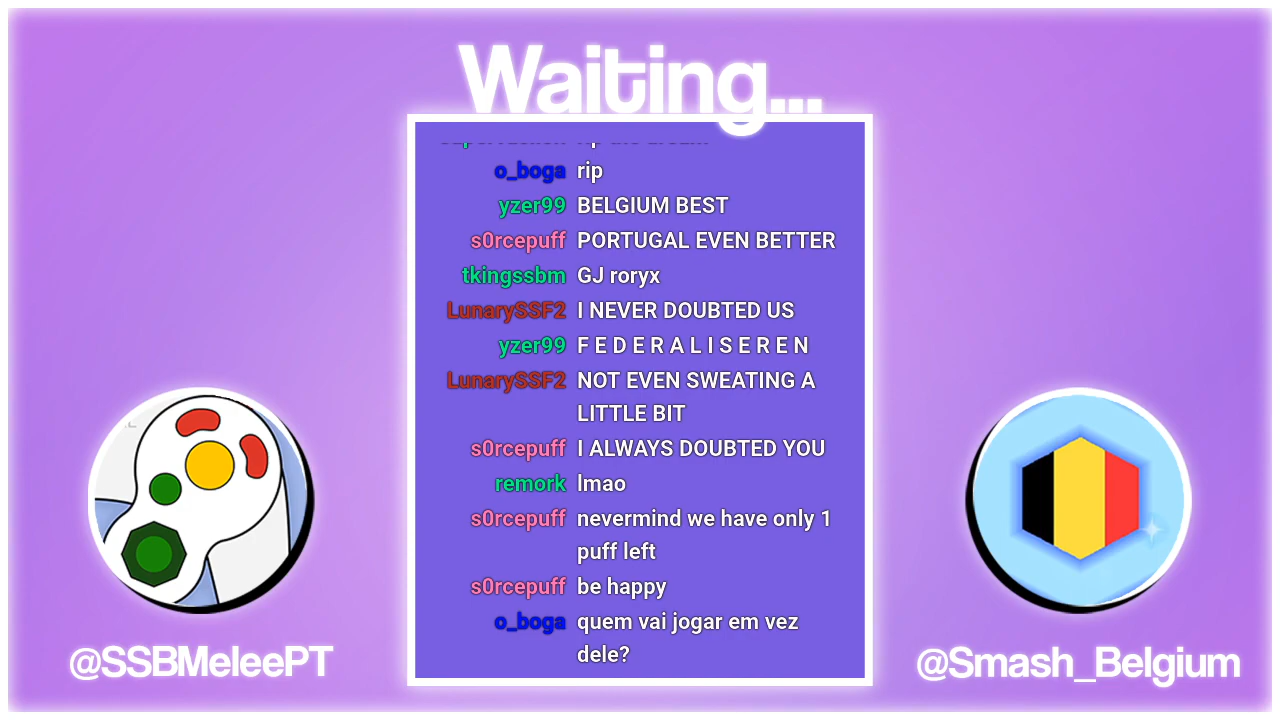 Waiting...
o_boga rip
yzer99 BELGIUM BEST
s0rcepuff PORTUGAL EVEN BETTER
tkingssbm GJ roryx
LunarySSF2 I NEVER DOUBTED US
yzer99 F E D E R A L I S E R E N
LunarySSF2 NOT EVEN SWEATING A
LITTLE BIT
s0rcepuff I ALWAYS DOUBTED YOU
remork lmao
s0rcepuff nevermind we have only 1
puff left
s0rcepuff be happy
o_boga quem vai jogar em vez
dele?
@SSBMeleePT
@Smash_Belgium